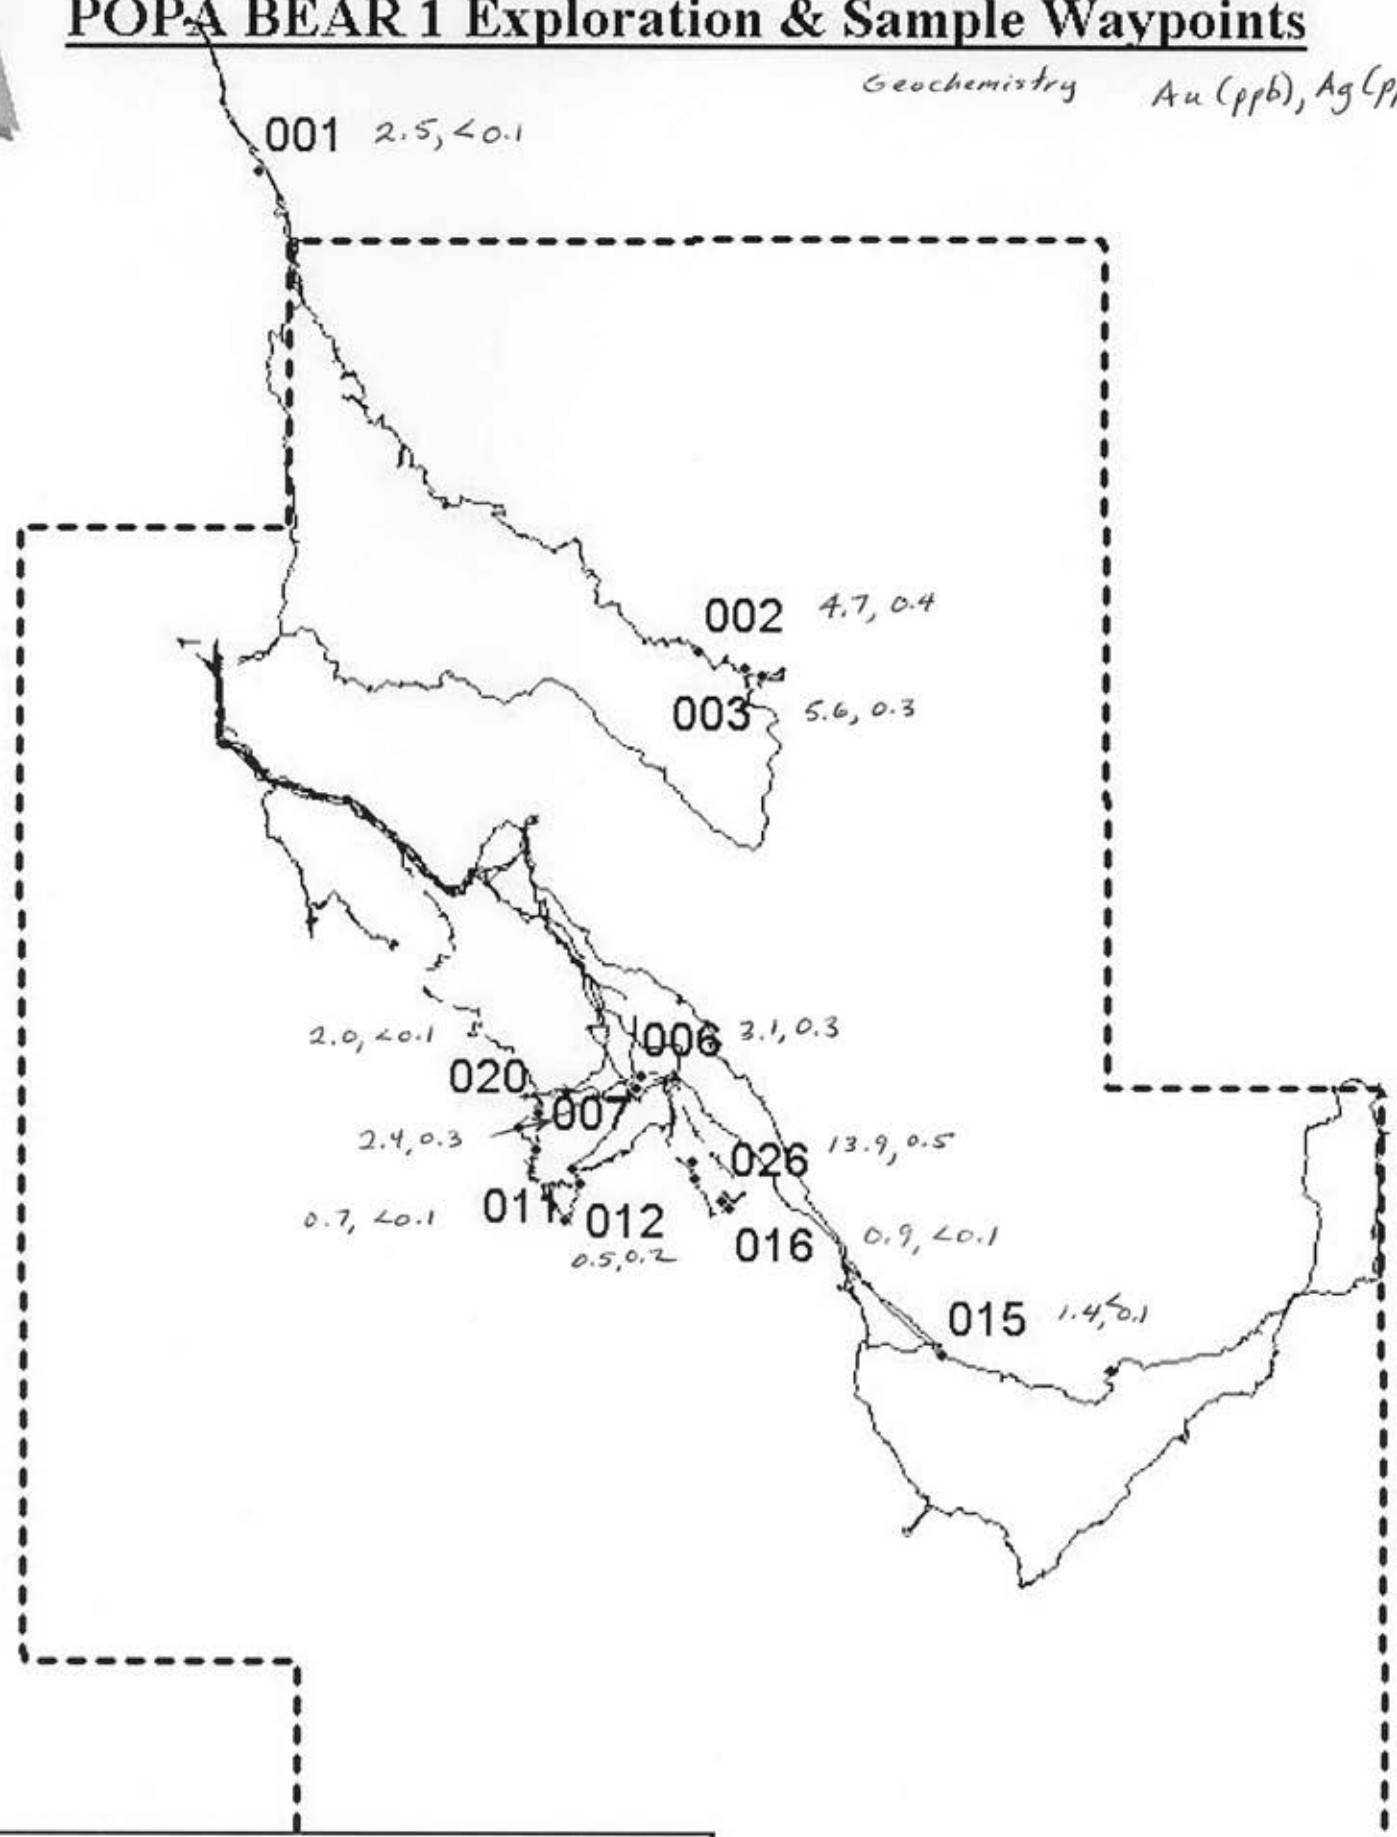 POPA BEAR 1 Exploration & Sample Waypoints
Geochemistry Au (ppb), Ag (pp
001 2.5, <0.1
002 4.7, 0.4
003 5.6, 0.3
2.0, <0.1
006 3.1, 0.3
020
007
2.4, 0.3
026 13.9, 0.5
0.7, <0.1 011
012
0.5, 0.2
016 0.9, <0.1
015 1.4, <0.1